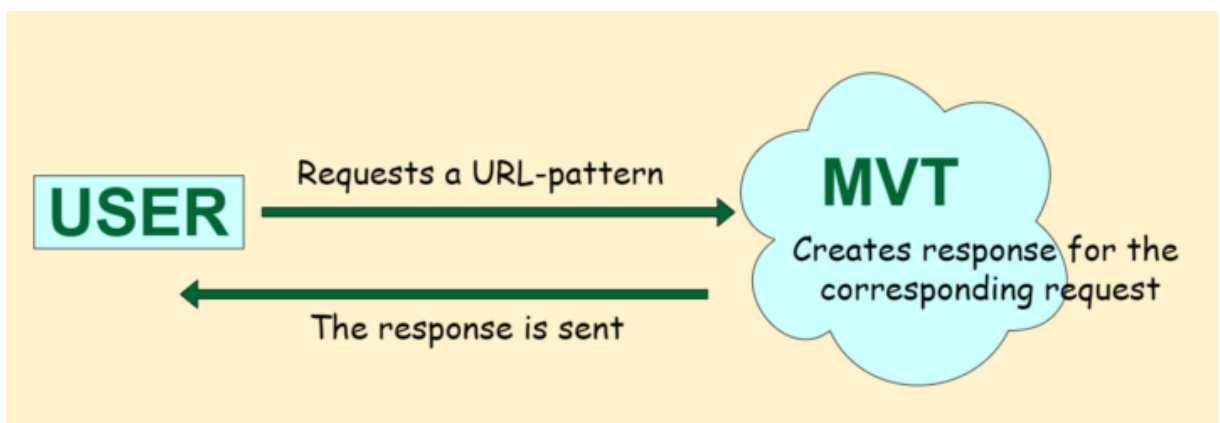 Requests a URL-pattern
USER
MVT
Creates response for the
corresponding request
The response is sent